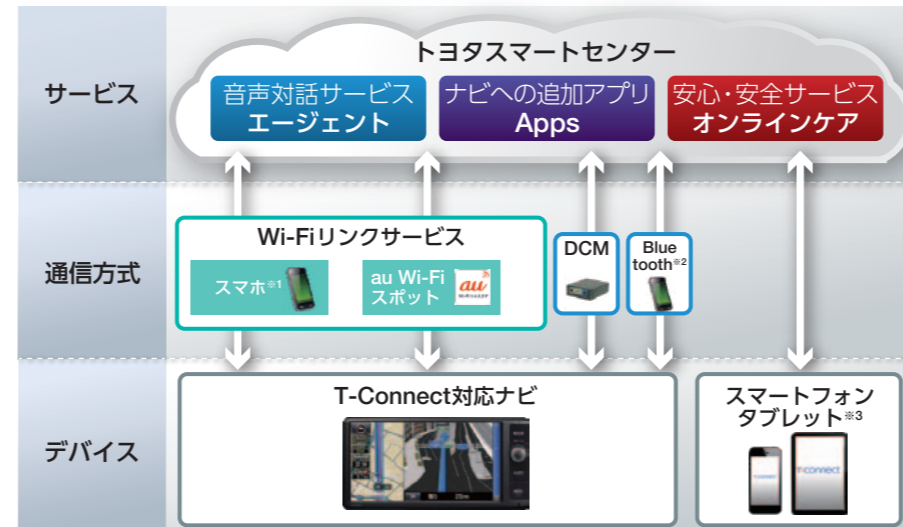 サービス
トヨタスマートセンター
音声対話サービス
エージェント
ナビへの追加アプリ
Apps
安心・安全サービス
オンラインケア
通信方式
Wi-Fiリンクサービス
スマホ※1
au Wi-Fi
スポット
au
DCM
Blue
tooth※2
デバイス
T-Connect対応ナビ
スマートフォン
タブレット※3
T-Connect
T-Connect